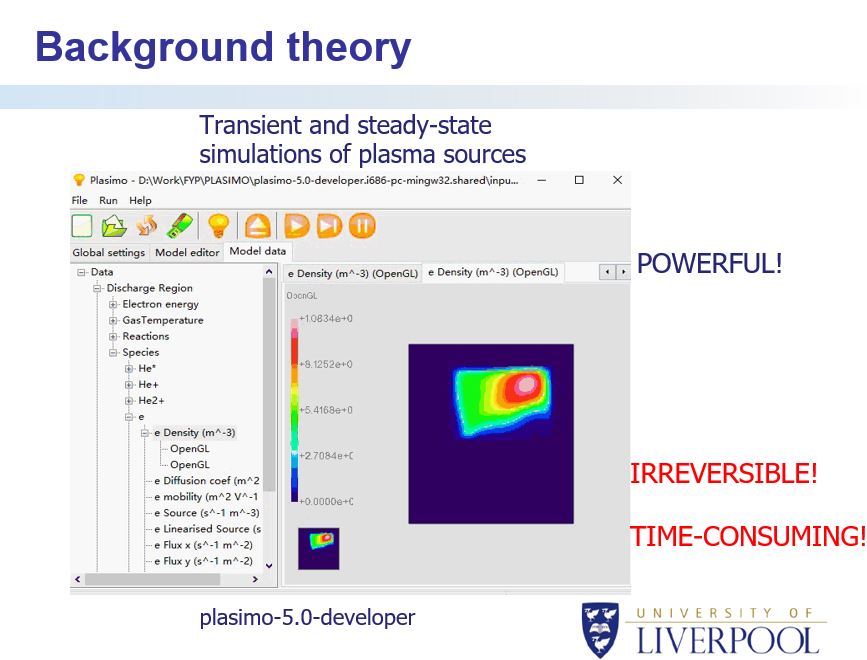 Background theory
Transient and steady-state
simulations of plasma sources
Plasimo - D:\Work\FYP\PLASIMO\plasimo-5.0-developer.i686-pc-mingw32.shared\inpu...
File Run Help
Global settings Model editor Model data
Data
Discharge Region
Electron energy
GasTemperature
Reactions
Species
He*
He+
He2+
e
e Density (m^-3)
OpenGL
OpenGL
e Diffusion coef (m^2
e mobility (m^2 V^-1
e Source (s^-1 m^-3)
e Linearised Source (s
e Flux x (s^-1 m^-2)
e Flux y (s^-1 m^-2)
e Density (m^-3) (OpenGL) e Density (m^-3) (OpenGL)
OpenGL
+1.0834e+0
+8.1252e+0
+5.4168e+0
+2.7084e+0
+0.0000e+0
POWERFUL!
IRREVERSIBLE!
TIME-CONSUMING!
plasimo-5.0-developer
UNIVERSITY OF
LIVERPOOL